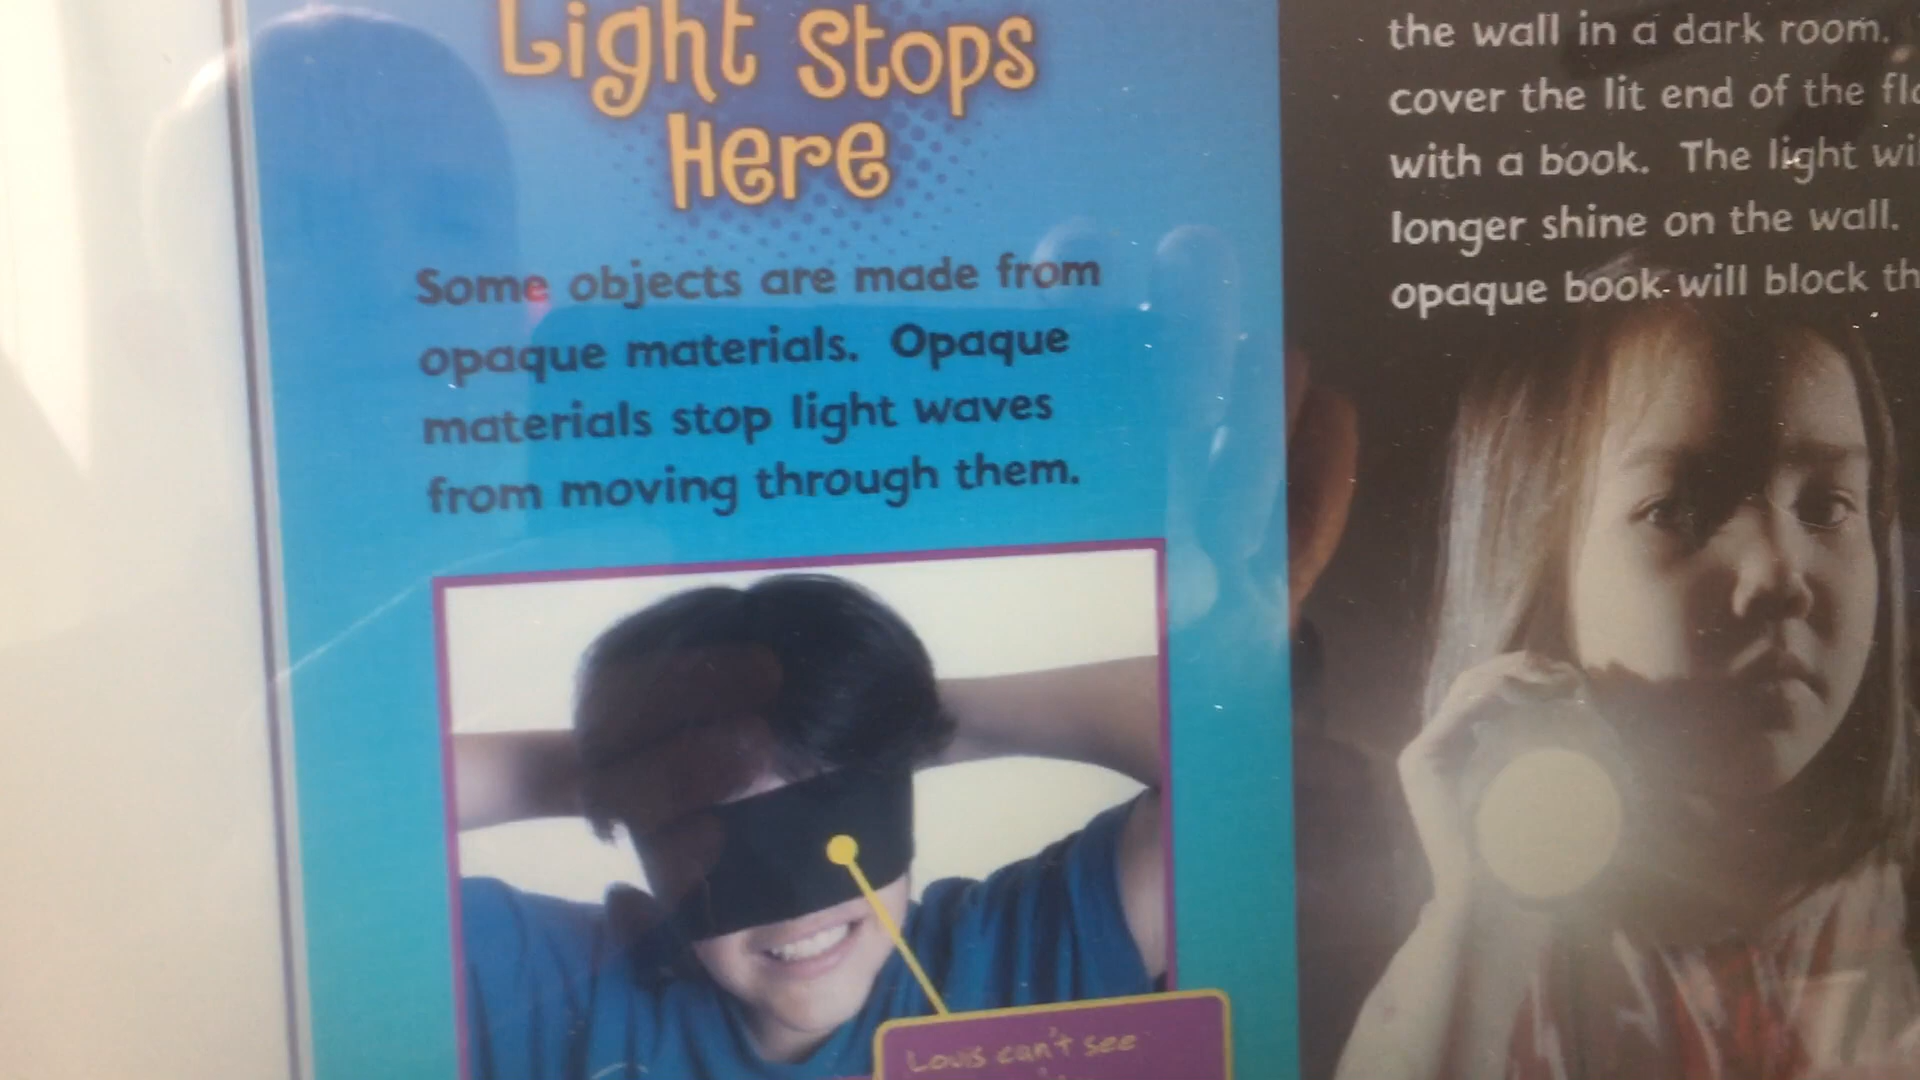 Light Stops
Here
Some objects are made from
opaque materials. Opaque
materials stop light waves
from moving through them.
Louis can't see
the wall in a dark room.
cover the lit end of the
with a book. The light
longer shine on the wall.
opaque book will block